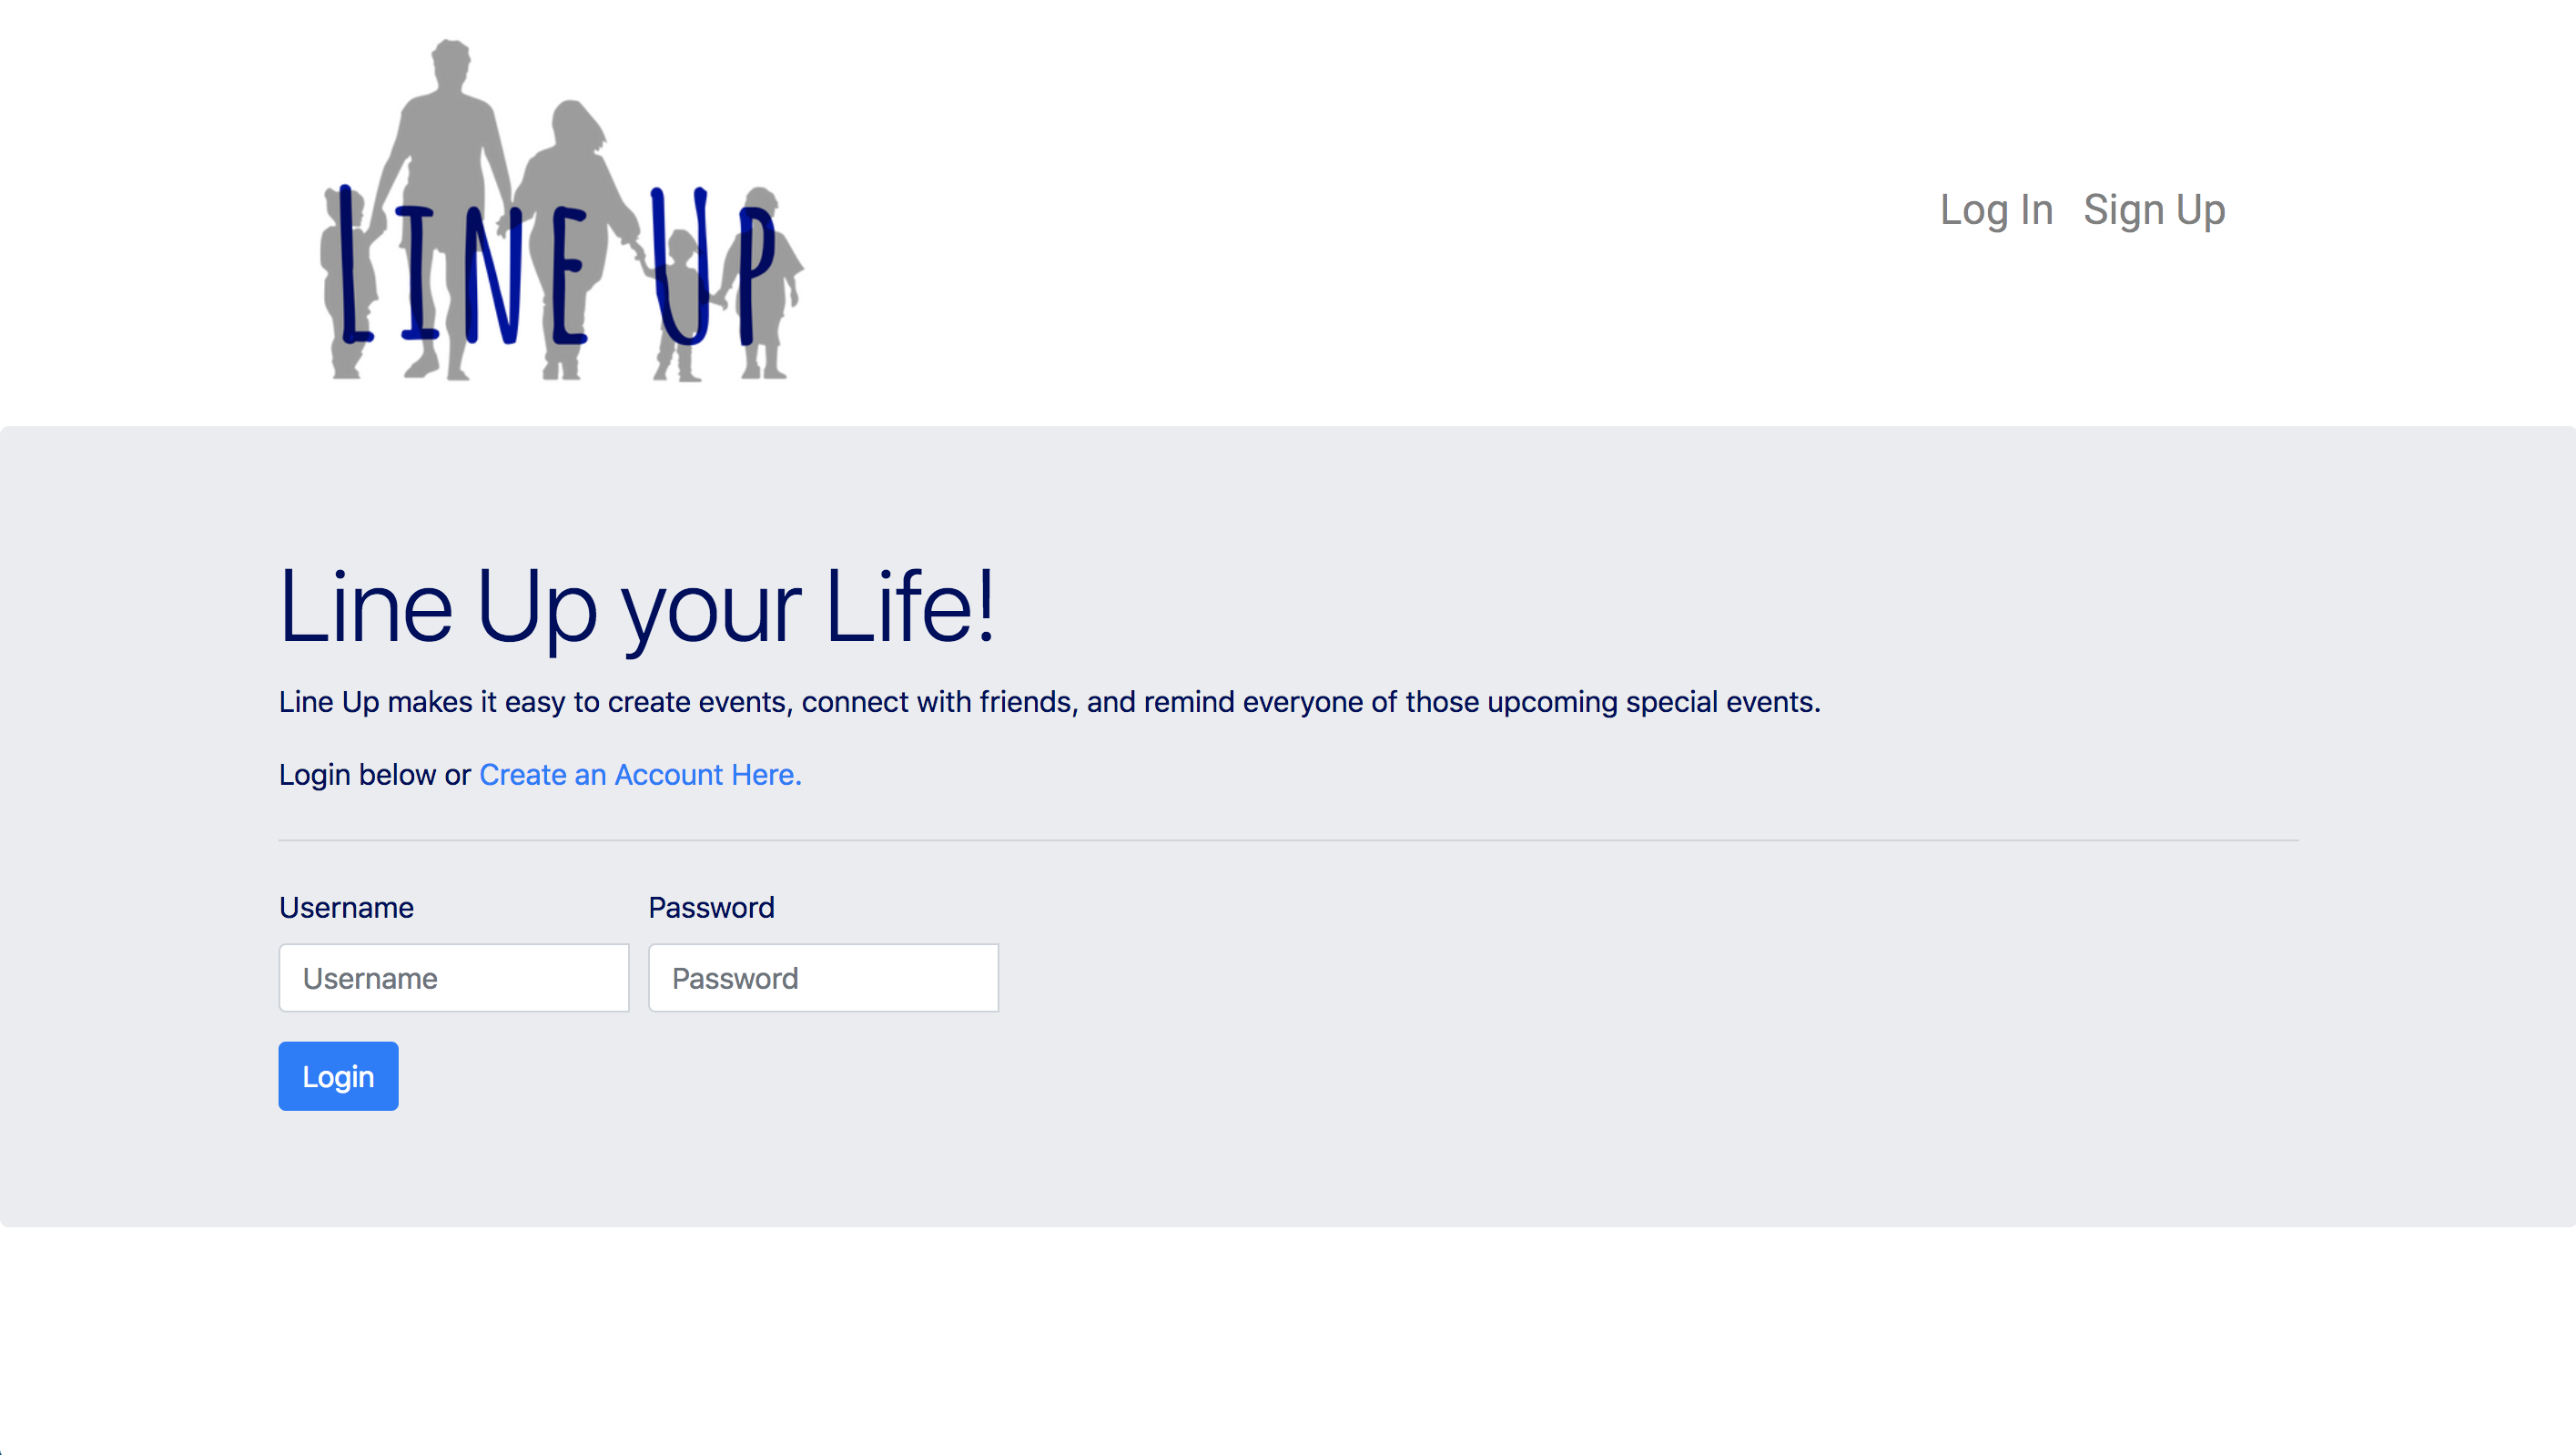 LINE UP
Log In Sign Up
Line Up your Life!
Line Up makes it easy to create events, connect with friends, and remind everyone of those upcoming special events.
Login below or Create an Account Here.
Username Password
Username Password
Login